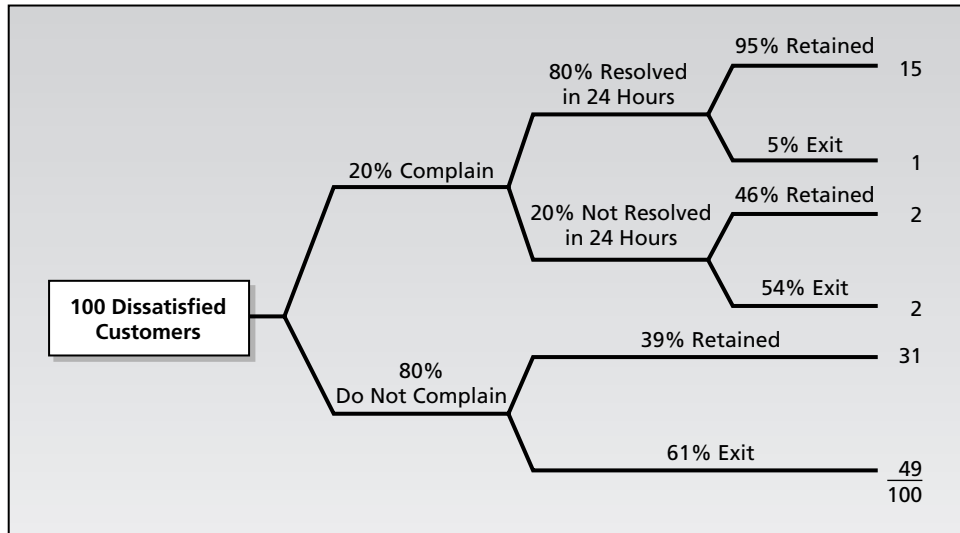 95% Retained
15
80% Resolved
in 24 Hours
5% Exit
1
20% Complain
46% Retained
2
20% Not Resolved
in 24 Hours
54% Exit
2
100 Dissatisfied
Customers
39% Retained
31
80%
Do Not Complain
61% Exit
49
100